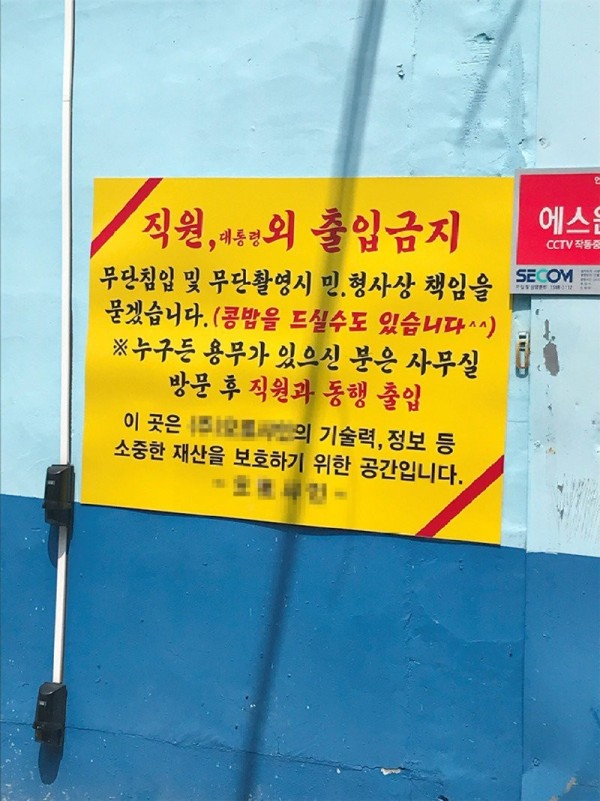 직원, 대통령외 출입금지
무단침입 및 무단촬영시 민.형사상 책임을
묻겠습니다.(콩밥을 드실수도 있습니다^^)
※누구든 용무가 있으신 분은 사무실
방문 후 직원과 동행 출입
이 곳은 의 기술력,정보 등
소중한 재산을 보호하기 위한 공간입니다.
에스원
CCTV 작동중
SECOM